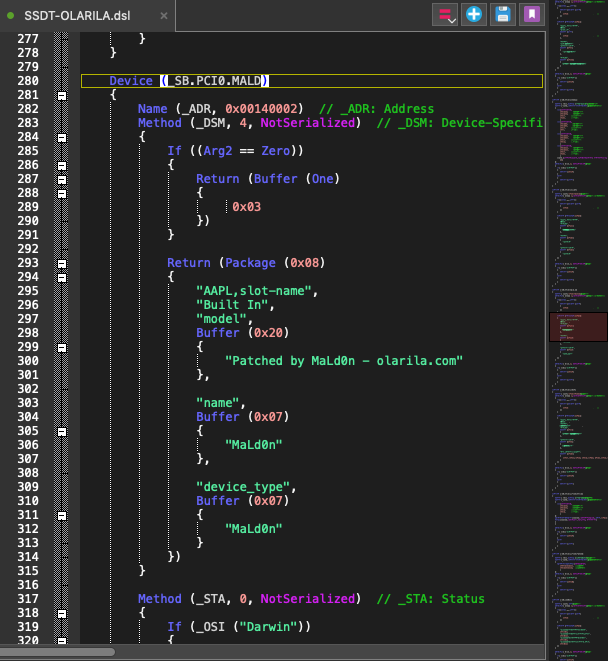 SSDT-OLARILA.dsl
277 }
278 }
279
280 Device (_SB.PCI0.MALD)
281 {
282 Name (_ADR, 0x00140002) // _ADR: Address
283 Method (_DSM, 4, NotSerialized) // _DSM: Device-Specifi
284 {
285 If ((Arg2 == Zero))
286 {
287 Return (Buffer (One)
288 {
289 0x03
290 })
291 }
292
293 Return (Package (0x08)
294 {
295 "AAPL,slot-name",
296 "Built In",
297 "model",
298 Buffer (0x20)
299 {
300 "Patched by MaLd0n - olarila.com"
301 },
302
303 "name",
304 Buffer (0x07)
305 {
306 "MaLd0n"
307 },
308
309 "device_type",
310 Buffer (0x07)
311 {
312 "MaLd0n"
313 }
314 })
315 }
316
317 Method (_STA, 0, NotSerialized) // _STA: Status
318 {
319 If (_OSI ("Darwin"))
320 {